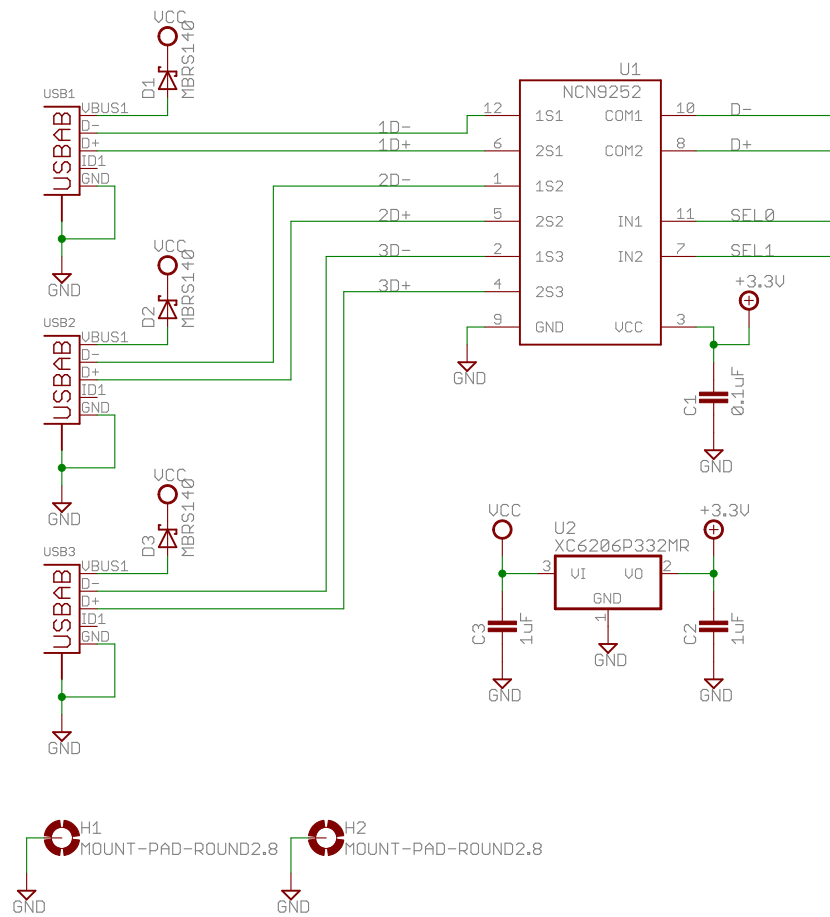 VCC
D1
MBRS140
USB1
USBAB
VBUS1
D-
D+
ID1
GND
GND
1D-
1D+
2D-
2D+
3D-
3D+
U1
NCN9252
12 1S1 COM1 10 D-
6 2S1 COM2 8 D+
1 1S2
5 2S2 IN1 11 SEL0
2 1S3 IN2 7 SEL1
4 2S3
9 GND VCC 3
GND
+3.3V
C1
0.1uF
GND
VCC
D2
MBRS140
USB2
USBAB
VBUS1
D-
D+
ID1
GND
GND
VCC
D3
MBRS140
USB3
USBAB
VBUS1
D-
D+
ID1
GND
GND
VCC
U2
XC6206P332MR
+3.3V
3 VI VO 2
GND
1
GND
C3
1uF
GND
C2
1uF
GND
H1
MOUNT-PAD-ROUND2.8
GND
H2
MOUNT-PAD-ROUND2.8
GND